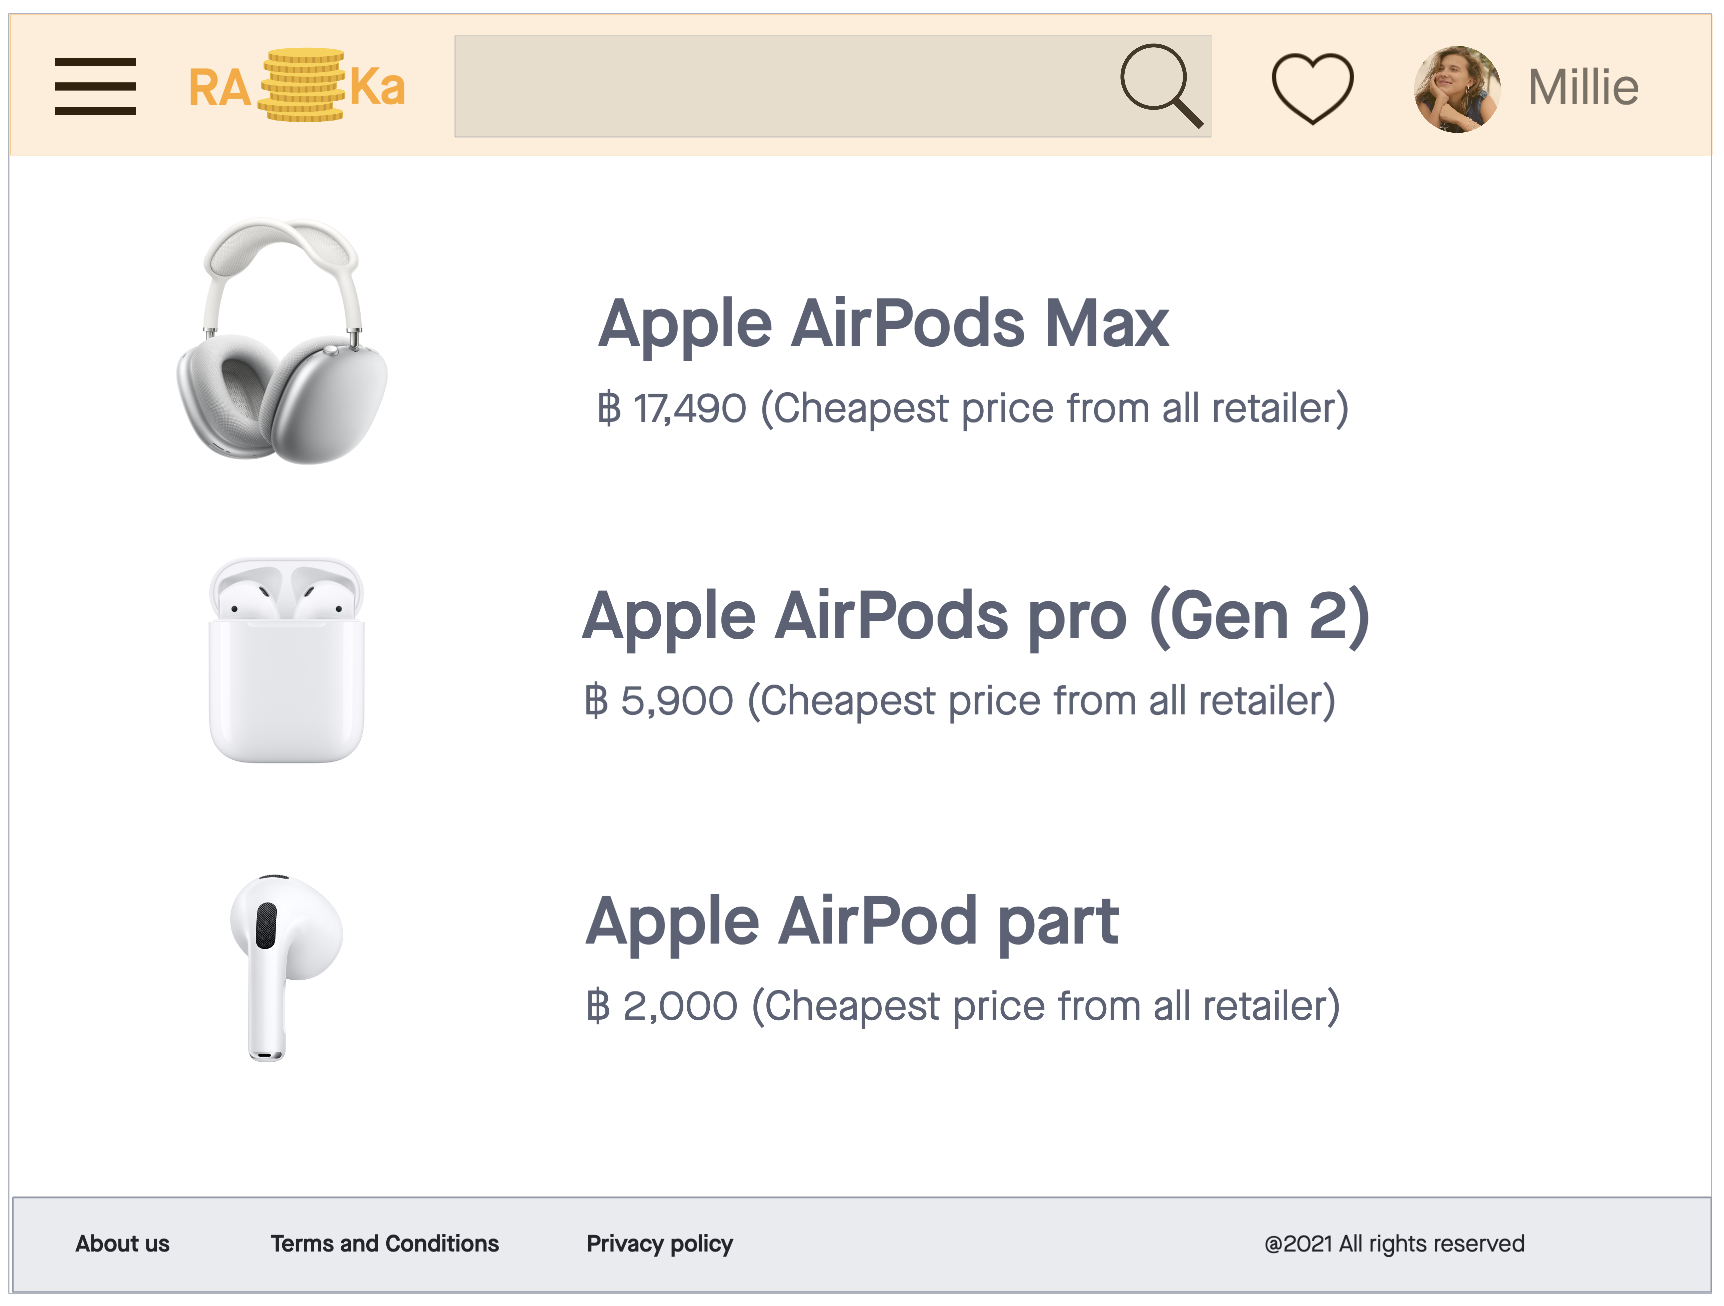 RA Ka
Millie
Apple AirPods Max
฿ 17,490 (Cheapest price from all retailer)
Apple AirPods pro (Gen 2)
฿ 5,900 (Cheapest price from all retailer)
Apple AirPod part
฿ 2,000 (Cheapest price from all retailer)
About us Terms and Conditions Privacy policy @2021 All rights reserved